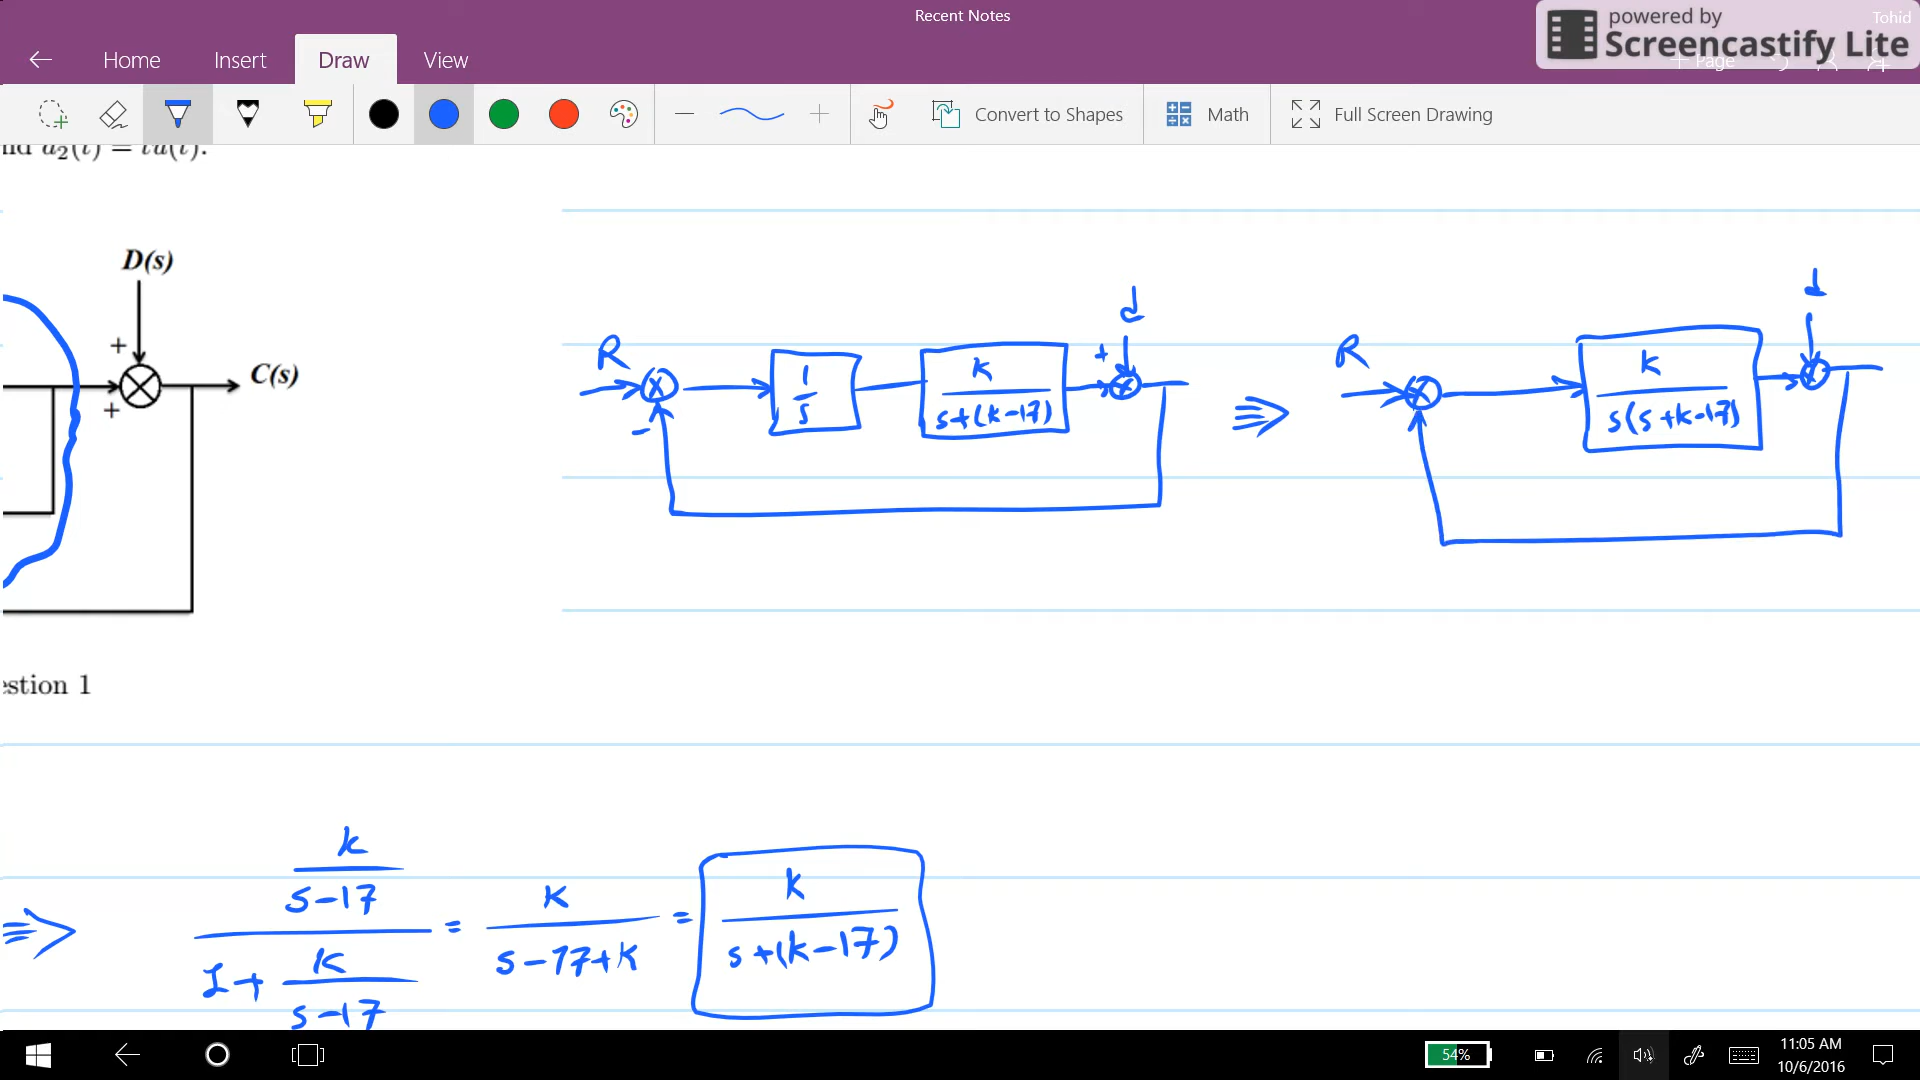 Recent Notes
Tohid
powered by
Screencastify Lite
Home Insert Draw View
+ Page
Convert to Shapes Math Full Screen Drawing
D(s)
+
C(s)
+
R
1
s
k
s+(k-17)
+
d
-
R
k
s(s+k-17)
d
estion 1
k
s-17
1+ k
s-17
=
K
s-17+K
=
k
s+(k-17)
54%
11:05 AM
10/6/2016